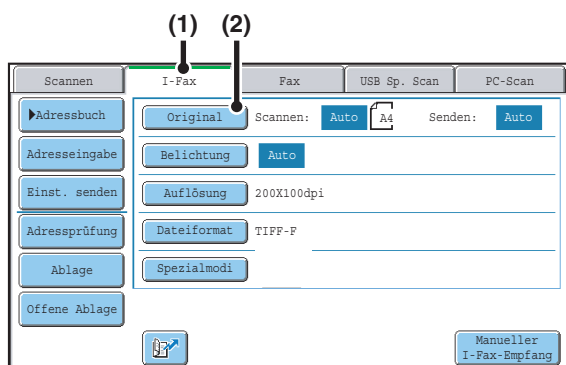 (1) (2)
Scannen I-Fax Fax USB Sp. Scan PC-Scan
Adressbuch Original Scannen: Auto A4 Senden: Auto
Adresseingabe Belichtung Auto
Einst. senden Auflösung 200X100dpi
Adressprüfung Dateiformat TIFF-F
Ablage Spezialmodi
Offene Ablage
Manueller
I-Fax-Empfang